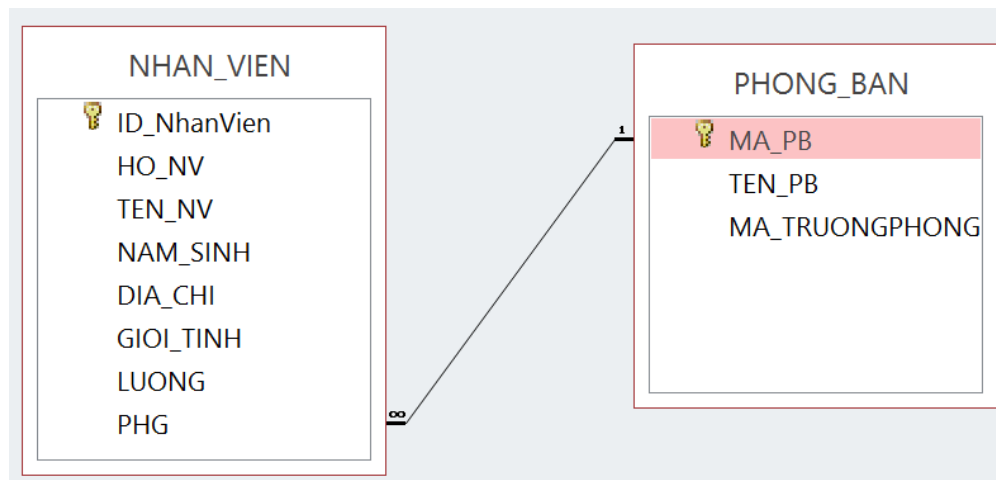 NHAN_VIEN
ID_NhanVien
HO_NV
TEN_NV
NAM_SINH
DIA_CHI
GIOI_TINH
LUONG
PHG
∞
1
PHONG_BAN
MA_PB
TEN_PB
MA_TRUONGPHONG